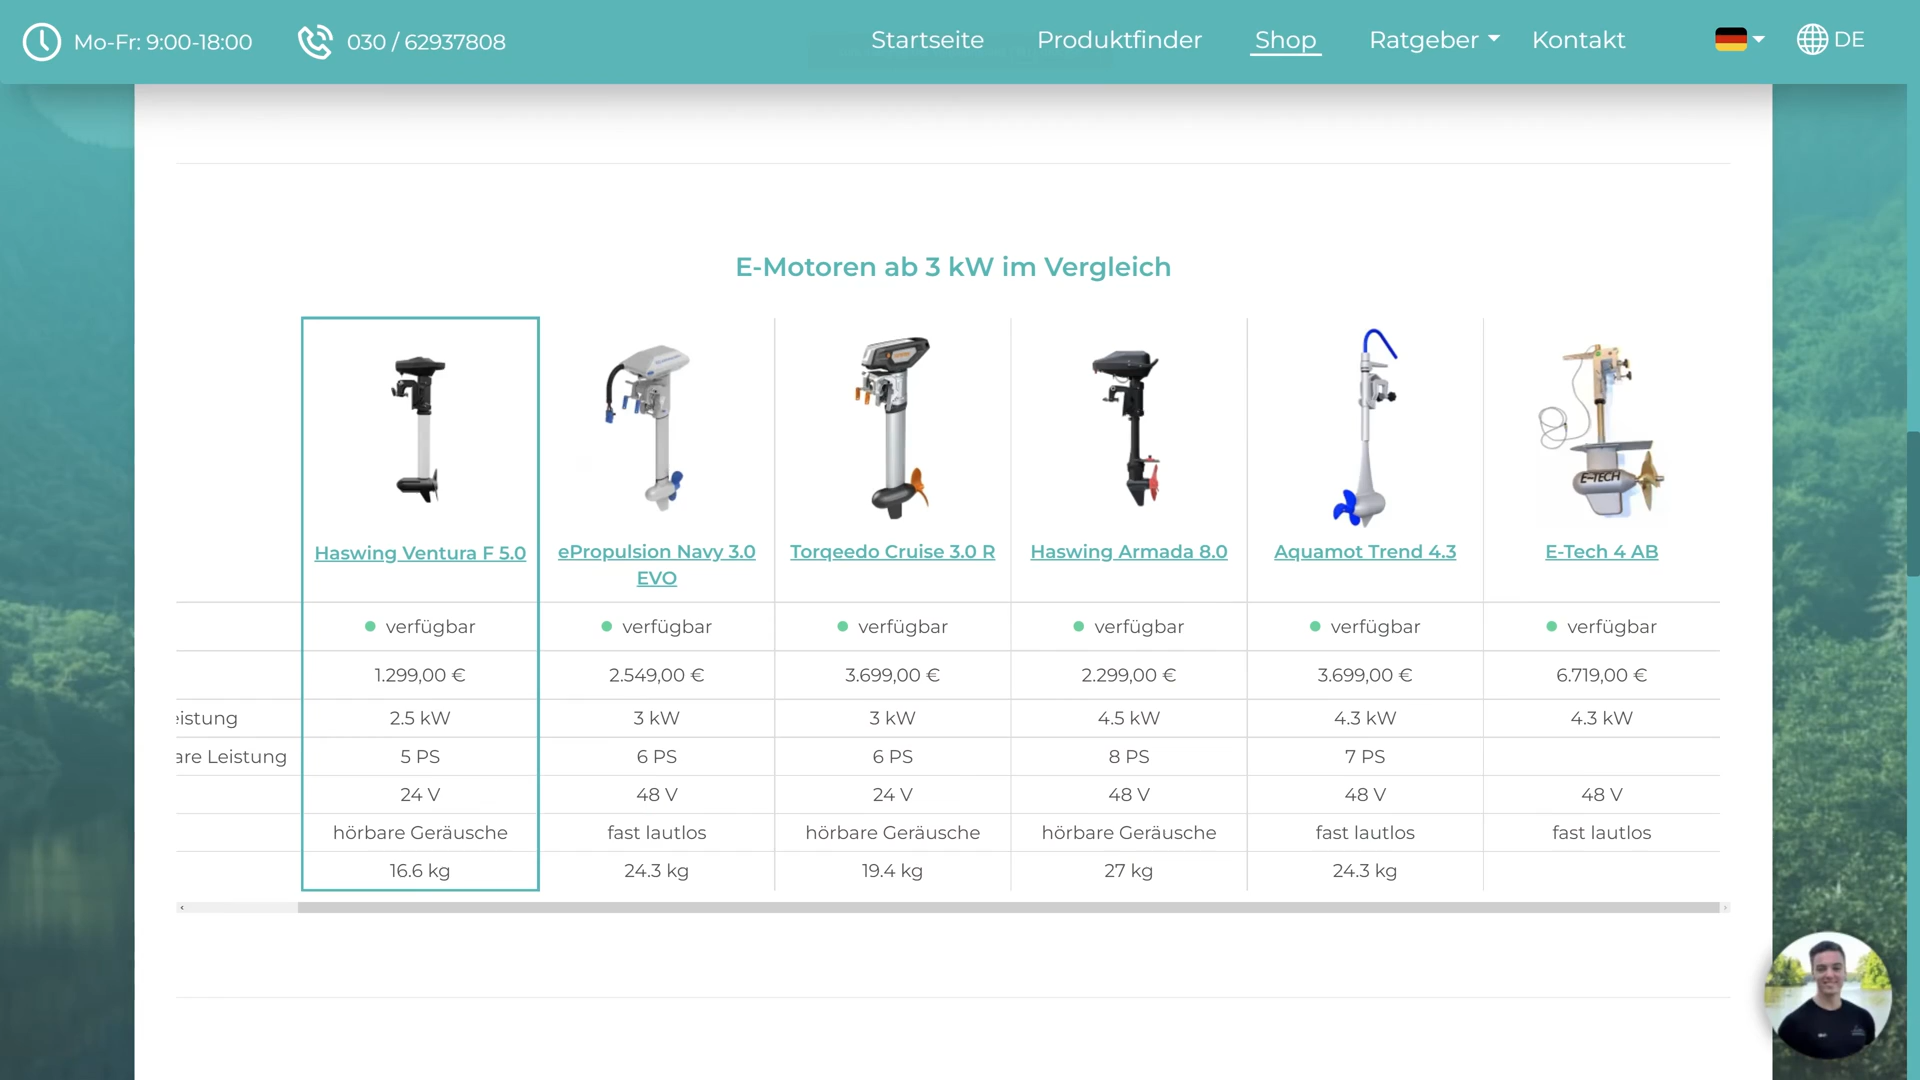 Mo-Fr: 9:00-18:00
030 / 62937808
Startseite
Produktfinder
Shop
Ratgeber
Kontakt
DE
E-Motoren ab 3 kW im Vergleich
E-TECH
Haswing Ventura F 5.0
ePropulsion Navy 3.0
EVO
Torqeedo Cruise 3.0 R
Haswing Armada 8.0
Aquamot Trend 4.3
E-Tech 4 AB
verfügbar
verfügbar
verfügbar
verfügbar
verfügbar
verfügbar
1.299,00 €
2.549,00 €
3.699,00 €
2.299,00 €
3.699,00 €
6.719,00 €
eistung
2.5 kW
3 kW
3 kW
4.5 kW
4.3 kW
4.3 kW
are Leistung
5 PS
6 PS
6 PS
8 PS
7 PS
24 V
48 V
24 V
48 V
48 V
48 V
hörbare Geräusche
fast lautlos
hörbare Geräusche
hörbare Geräusche
fast lautlos
fast lautlos
16.6 kg
24.3 kg
19.4 kg
27 kg
24.3 kg